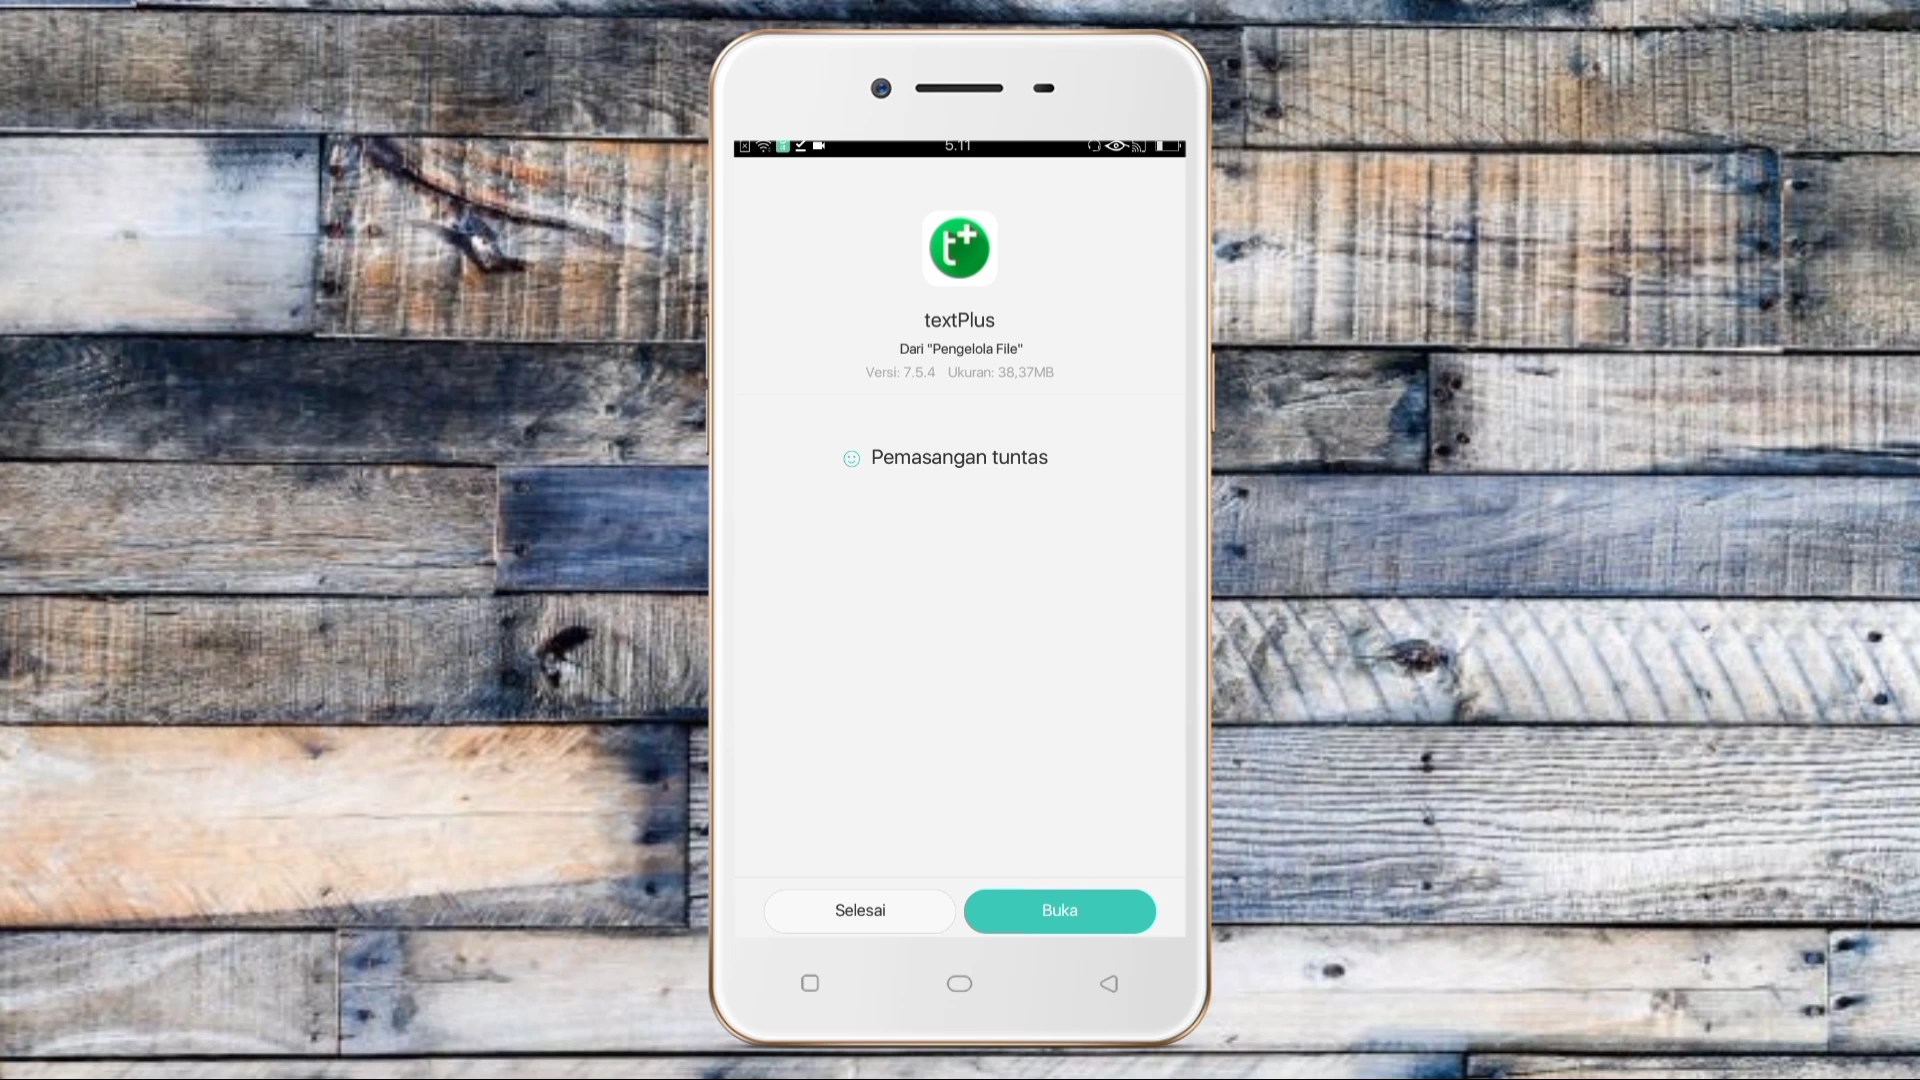 5.11
t+
textPlus
Dari "Pengelola File"
Versi: 7.5.4 Ukuran: 38,37MB
Pemasangan tuntas
Selesai
Buka